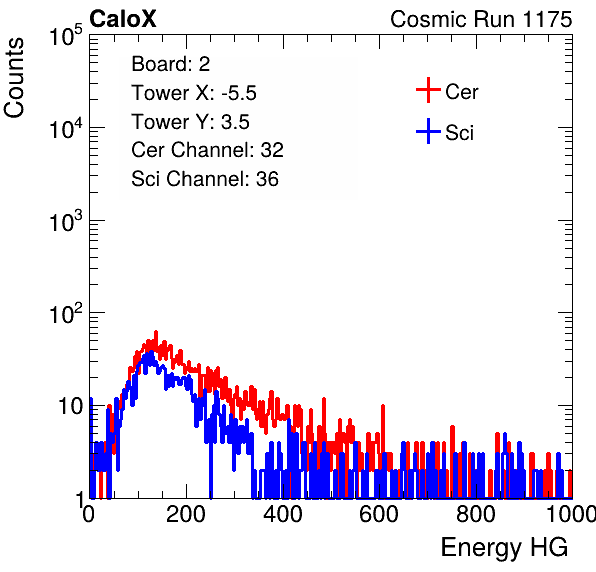 CaloX Cosmic Run 1175
Counts
10^5
10^4
10^3
10^2
10
1
Board: 2
Tower X: -5.5
Tower Y: 3.5
Cer Channel: 32
Sci Channel: 36
Cer
Sci
0 200 400 600 800 1000
Energy HG